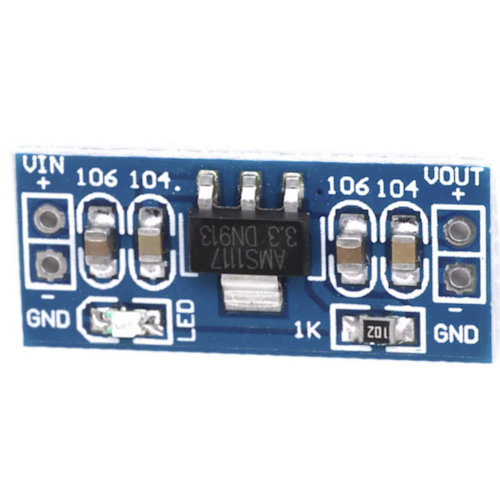 VIN
+
106 104.
106 104
VOUT
+
AMS1117
3.3 DN913
-
GND
LED
1K
102
-
GND